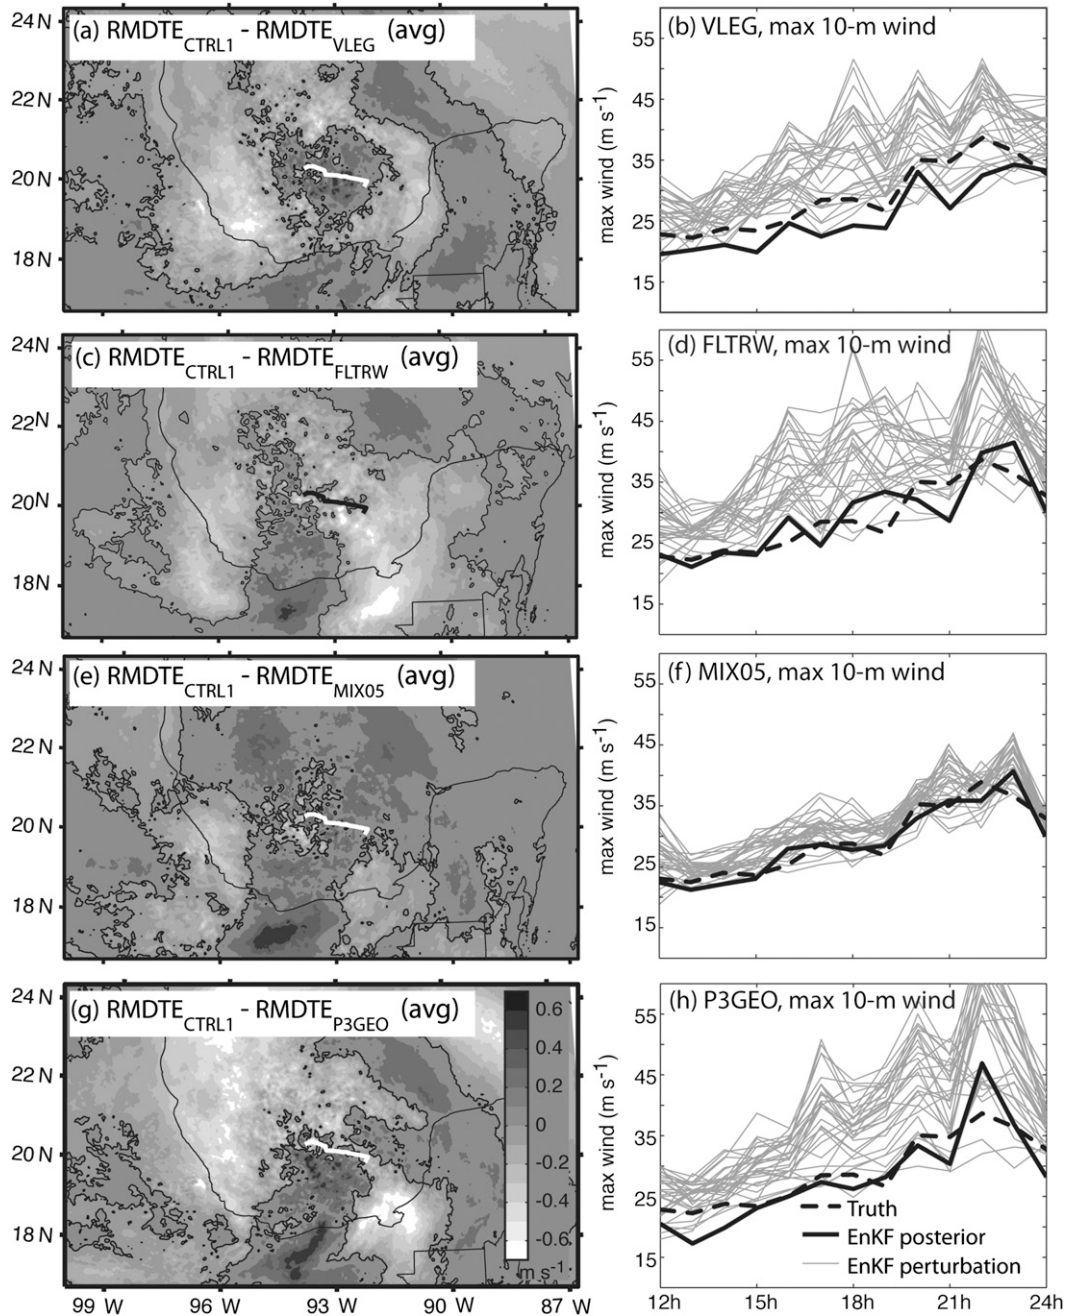 (a) RMDTE_CTRL1 - RMDTE_VLEG (avg)
24 N
22 N
20 N
18 N
(b) VLEG, max 10-m wind
max wind (m s⁻¹)
55
45
35
25
15
(c) RMDTE_CTRL1 - RMDTE_FLTRW (avg)
24 N
22 N
20 N
18 N
(d) FLTRW, max 10-m wind
max wind (m s⁻¹)
55
45
35
25
15
(e) RMDTE_CTRL1 - RMDTE_MIX05 (avg)
24 N
22 N
20 N
18 N
(f) MIX05, max 10-m wind
max wind (m s⁻¹)
55
45
35
25
15
(g) RMDTE_CTRL1 - RMDTE_P3GEO (avg)
24 N
22 N
20 N
18 N
99 W 96 W 93 W 90 W 87 W
0.6
0.4
0.2
0
-0.2
-0.4
-0.6
m s⁻¹
(h) P3GEO, max 10-m wind
max wind (m s⁻¹)
55
45
35
25
15
Truth
EnKF posterior
EnKF perturbation
12h 15h 18h 21h 24h